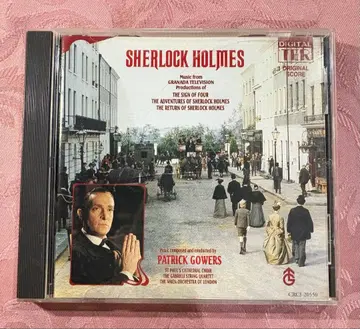 SHERLOCK HOLMES
DIGITAL
TER
ORIGINAL
SCORE
Music from
GRANADA TELEVISION
Productions of
THE SIGN OF FOUR
THE ADVENTURES OF SHERLOCK HOLMES
THE RETURN OF SHERLOCK HOLMES
Music composed and conducted by
PATRICK GOWERS
ST PAUL'S CATHEDRAL CHOIR
THE GABRIELI STRING QUARTET
THE WREN ORCHESTRA OF LONDON